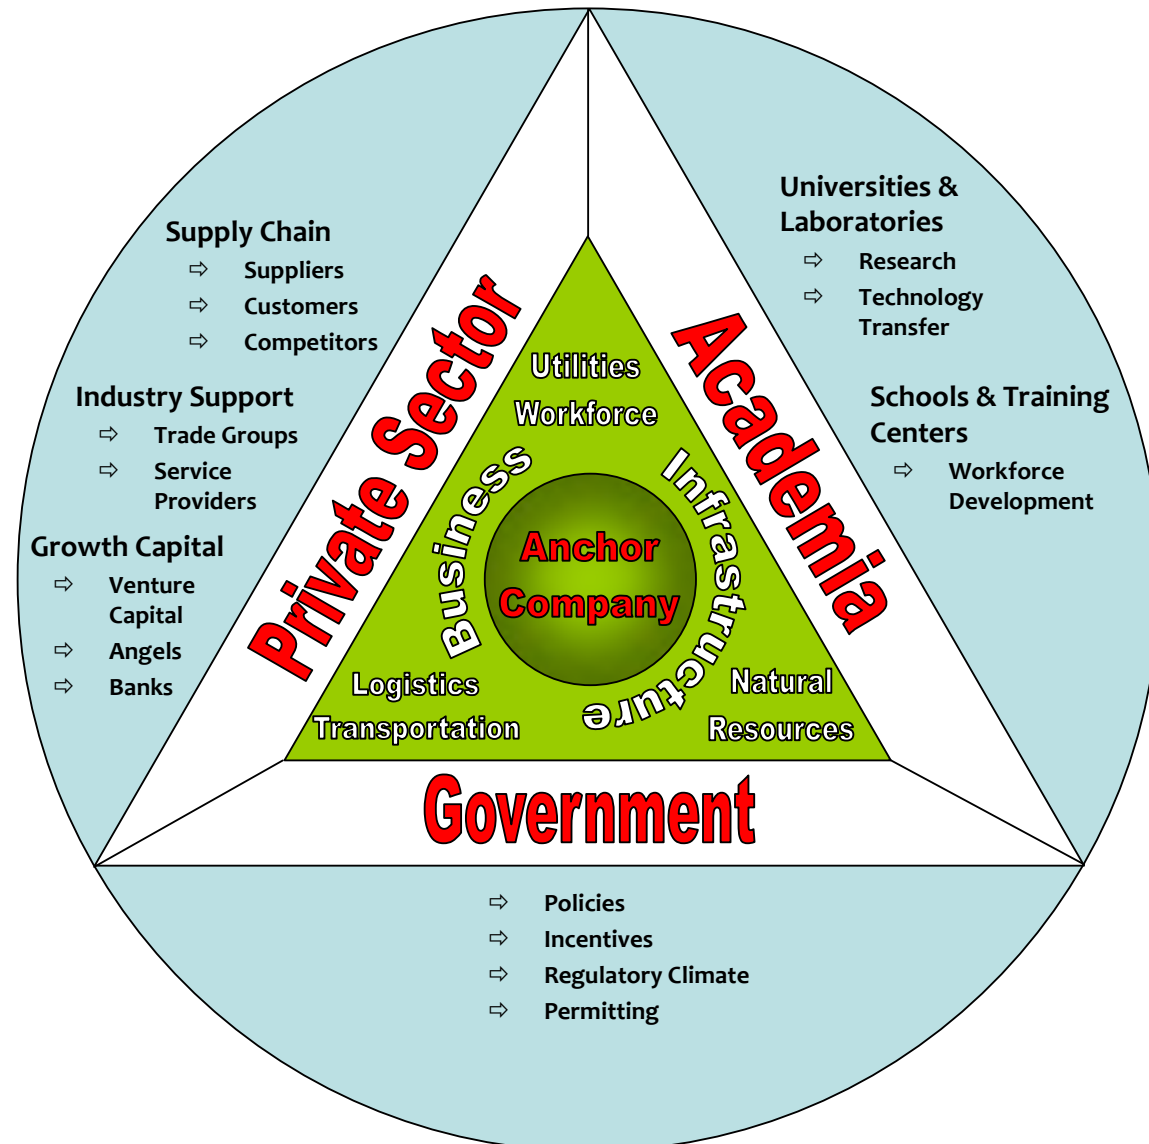 Supply Chain
⇨ Suppliers
⇨ Customers
⇨ Competitors
Industry Support
⇨ Trade Groups
⇨ Service
Providers
Growth Capital
⇨ Venture
Capital
⇨ Angels
⇨ Banks
Private Sector
Academia
Universities &
Laboratories
⇨ Research
⇨ Technology
Transfer
Schools & Training
Centers
⇨ Workforce
Development
Utilities
Workforce
Business
Infrastructure
Anchor
Company
Logistics
Transportation
Natural
Resources
Government
⇨ Policies
⇨ Incentives
⇨ Regulatory Climate
⇨ Permitting